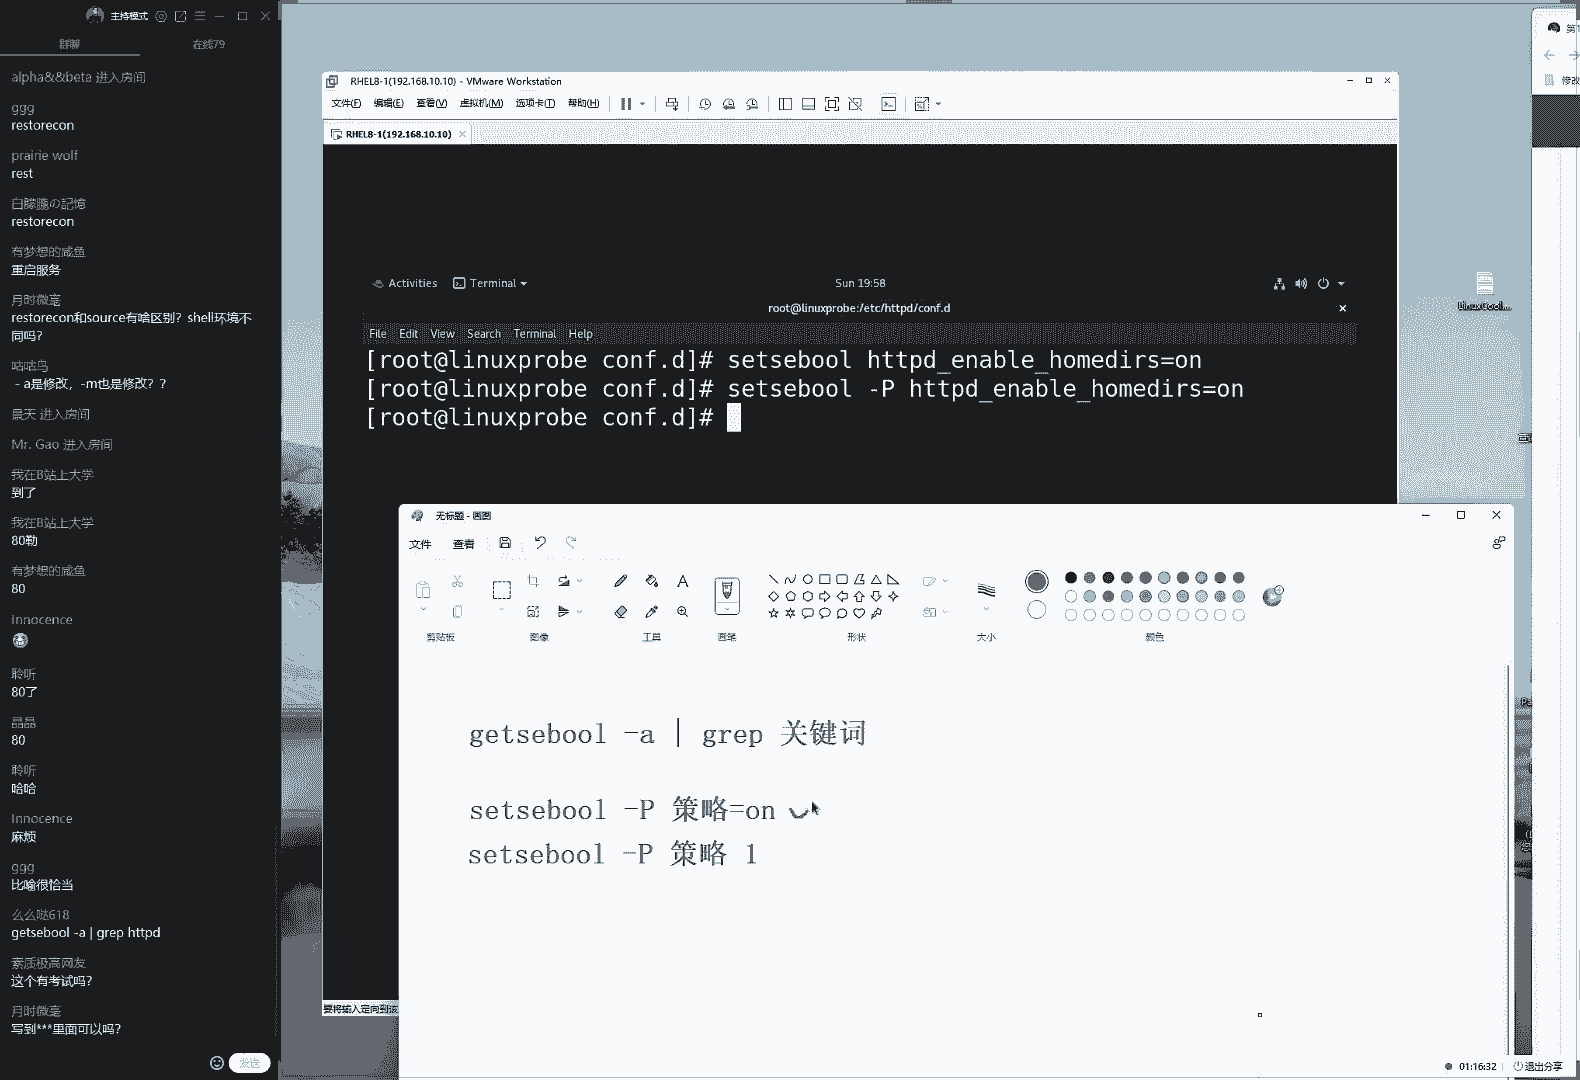 主持模式
群聊
在线79
alpha&&beta 进入房间
ggg
restorecon
prairie wolf
rest
白朦朧の記憶
restorecon
有梦想的咸鱼
重启服务
月时微毫
restorecon和source有啥区别？shell环境不
同吗？
咕咕鸟
- a是修改，-m也是修改？？
景天 进入房间
Mr. Gao 进入房间
我在B站上大学
到了
我在B站上大学
80勒
有梦想的咸鱼
80
Innocence
聆听
80了
晶晶
80
聆听
哈哈
Innocence
麻烦
ggg
比喻很恰当
么么哒618
getsebool -a | grep httpd
素质极高网友
这个有考试吗？
月时微毫
写到***里面可以吗？
发送
RHEL8-1(192.168.10.10) - VMware Workstation
文件(F) 编辑(E) 查看(V) 虚拟机(M) 选项卡(T) 帮助(H)
RHEL8-1(192.168.10.10)
Activities Terminal Sun 19:58
root@linuxprobe:/etc/httpd/conf.d
File Edit View Search Terminal Help
[root@linuxprobe conf.d]# setsebool httpd_enable_homedirs=on
[root@linuxprobe conf.d]# setsebool -P httpd_enable_homedirs=on
[root@linuxprobe conf.d]#
无标题 - 画图
文件 查看
剪贴板 图像 工具 画笔 形状 大小 颜色
getsebool -a | grep 关键词
setsebool -P 策略=on
setsebool -P 策略 1
要将输入定向到该
LinuxCool...
修改
01:16:32 退出分享